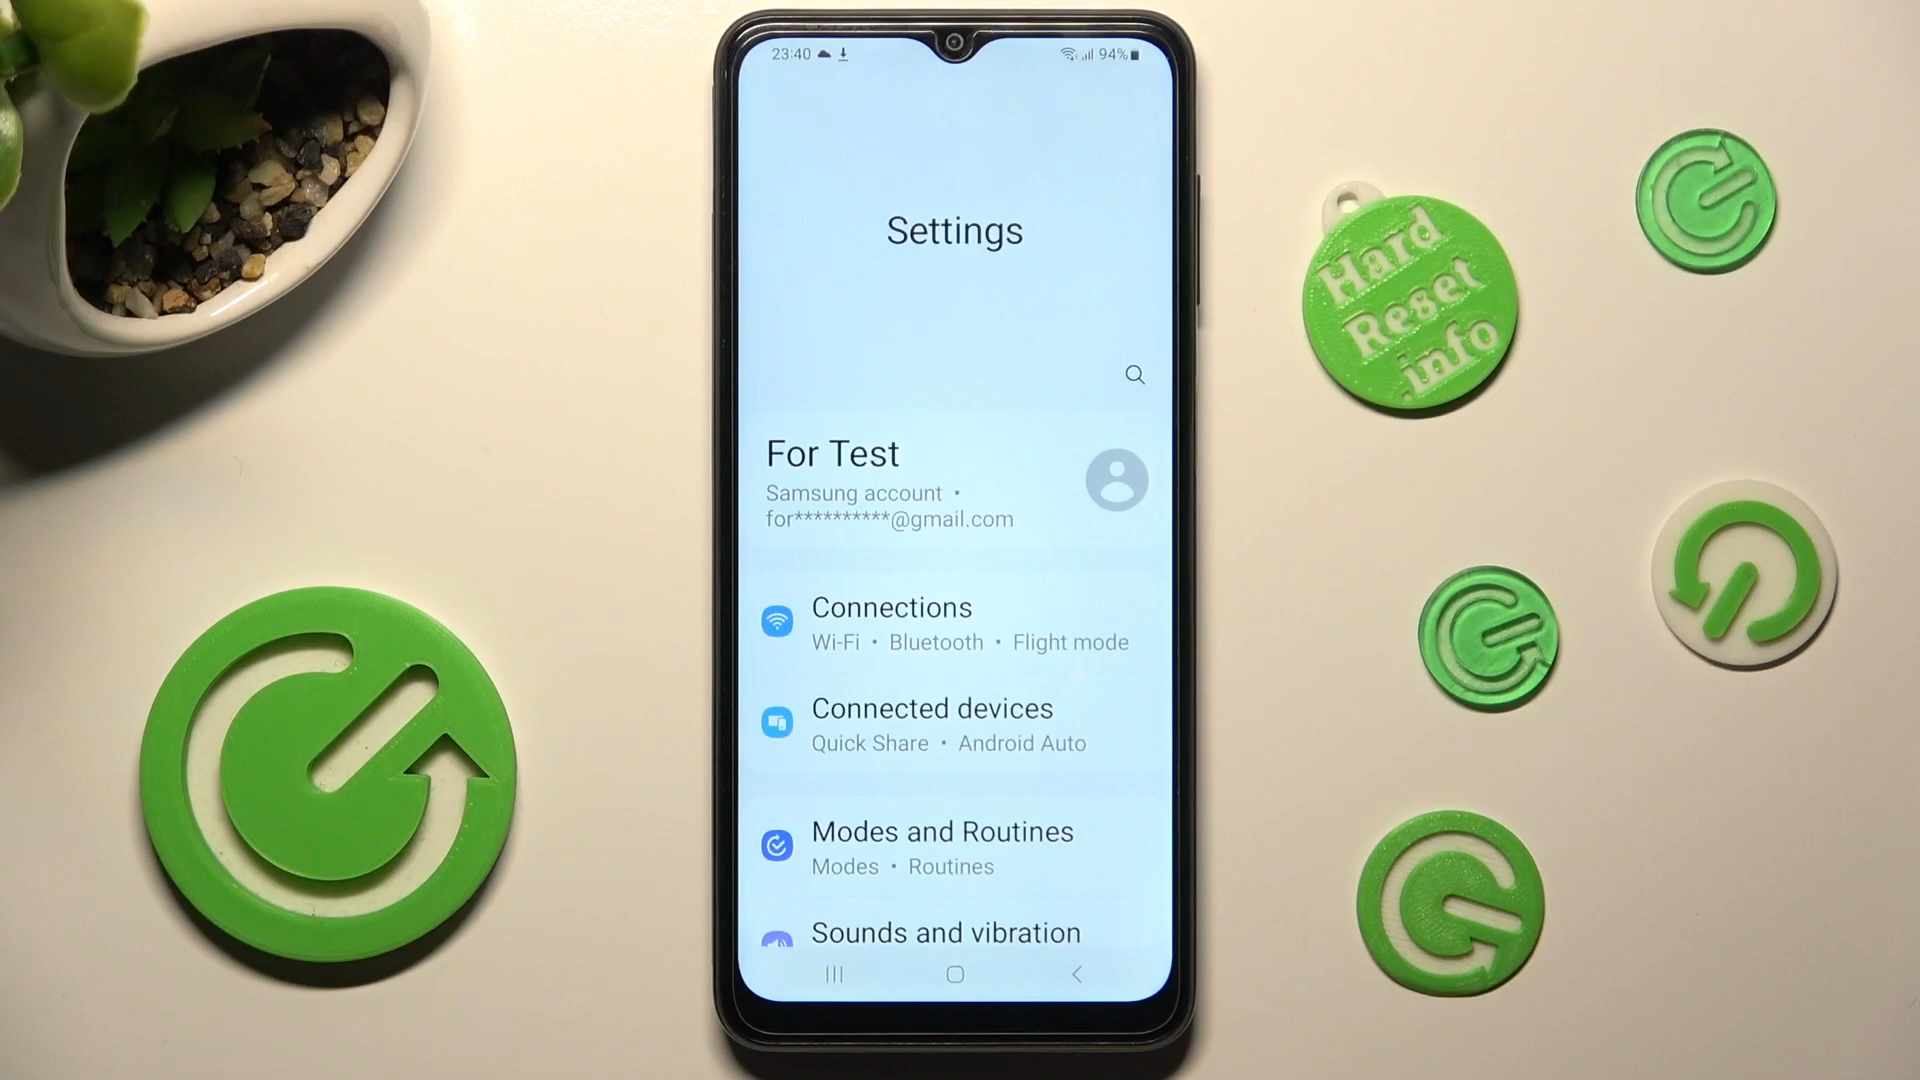 23:40
94%
Settings
For Test
Samsung account •
for**********@gmail.com
Connections
Wi-Fi • Bluetooth • Flight mode
Connected devices
Quick Share • Android Auto
Modes and Routines
Modes • Routines
Sounds and vibration
Hard
Reset
.info